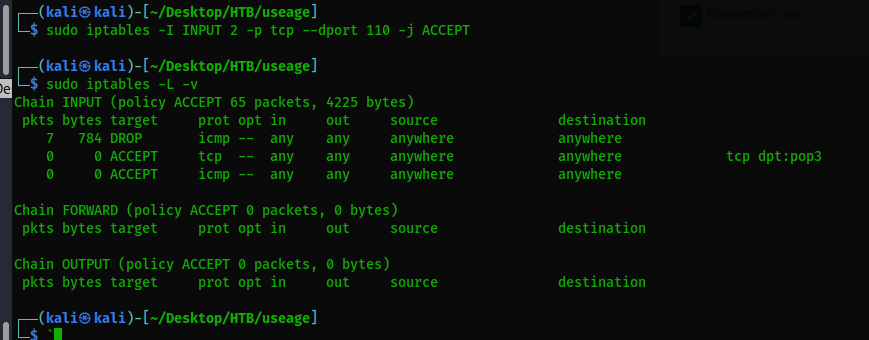 Remember me
┌──(kali㉿kali)-[~/Desktop/HTB/useage]
└─$ sudo iptables -I INPUT 2 -p tcp --dport 110 -j ACCEPT
┌──(kali㉿kali)-[~/Desktop/HTB/useage]
└─$ sudo iptables -L -v
Chain INPUT (policy ACCEPT 65 packets, 4225 bytes)
 pkts bytes target     prot opt in     out     source               destination
    7   784 DROP       icmp --  any    any     anywhere             anywhere
    0     0 ACCEPT     tcp  --  any    any     anywhere             anywhere             tcp dpt:pop3
    0     0 ACCEPT     icmp --  any    any     anywhere             anywhere
Chain FORWARD (policy ACCEPT 0 packets, 0 bytes)
 pkts bytes target     prot opt in     out     source               destination
Chain OUTPUT (policy ACCEPT 0 packets, 0 bytes)
 pkts bytes target     prot opt in     out     source               destination
┌──(kali㉿kali)-[~/Desktop/HTB/useage]
└─$ `